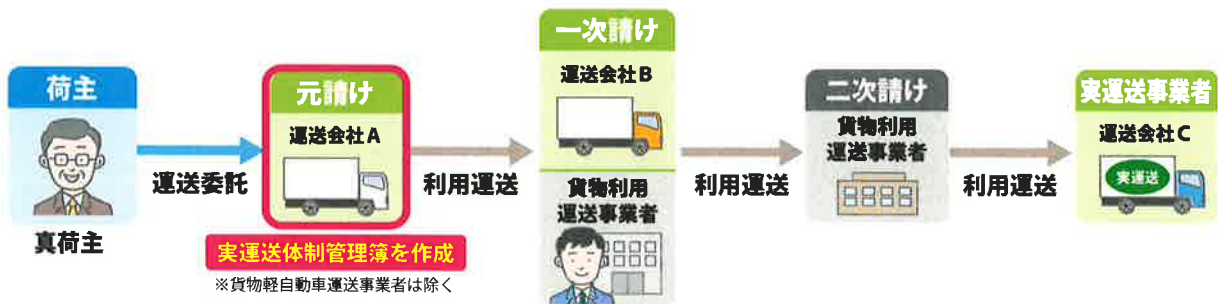 荷主
真荷主
運送委託
元請け
運送会社A
実運送体制管理簿を作成
※貨物軽自動車運送事業者は除く
利用運送
一次請け
運送会社B
貨物利用
運送事業者
利用運送
二次請け
貨物利用
運送事業者
利用運送
実運送事業者
運送会社C
実運送